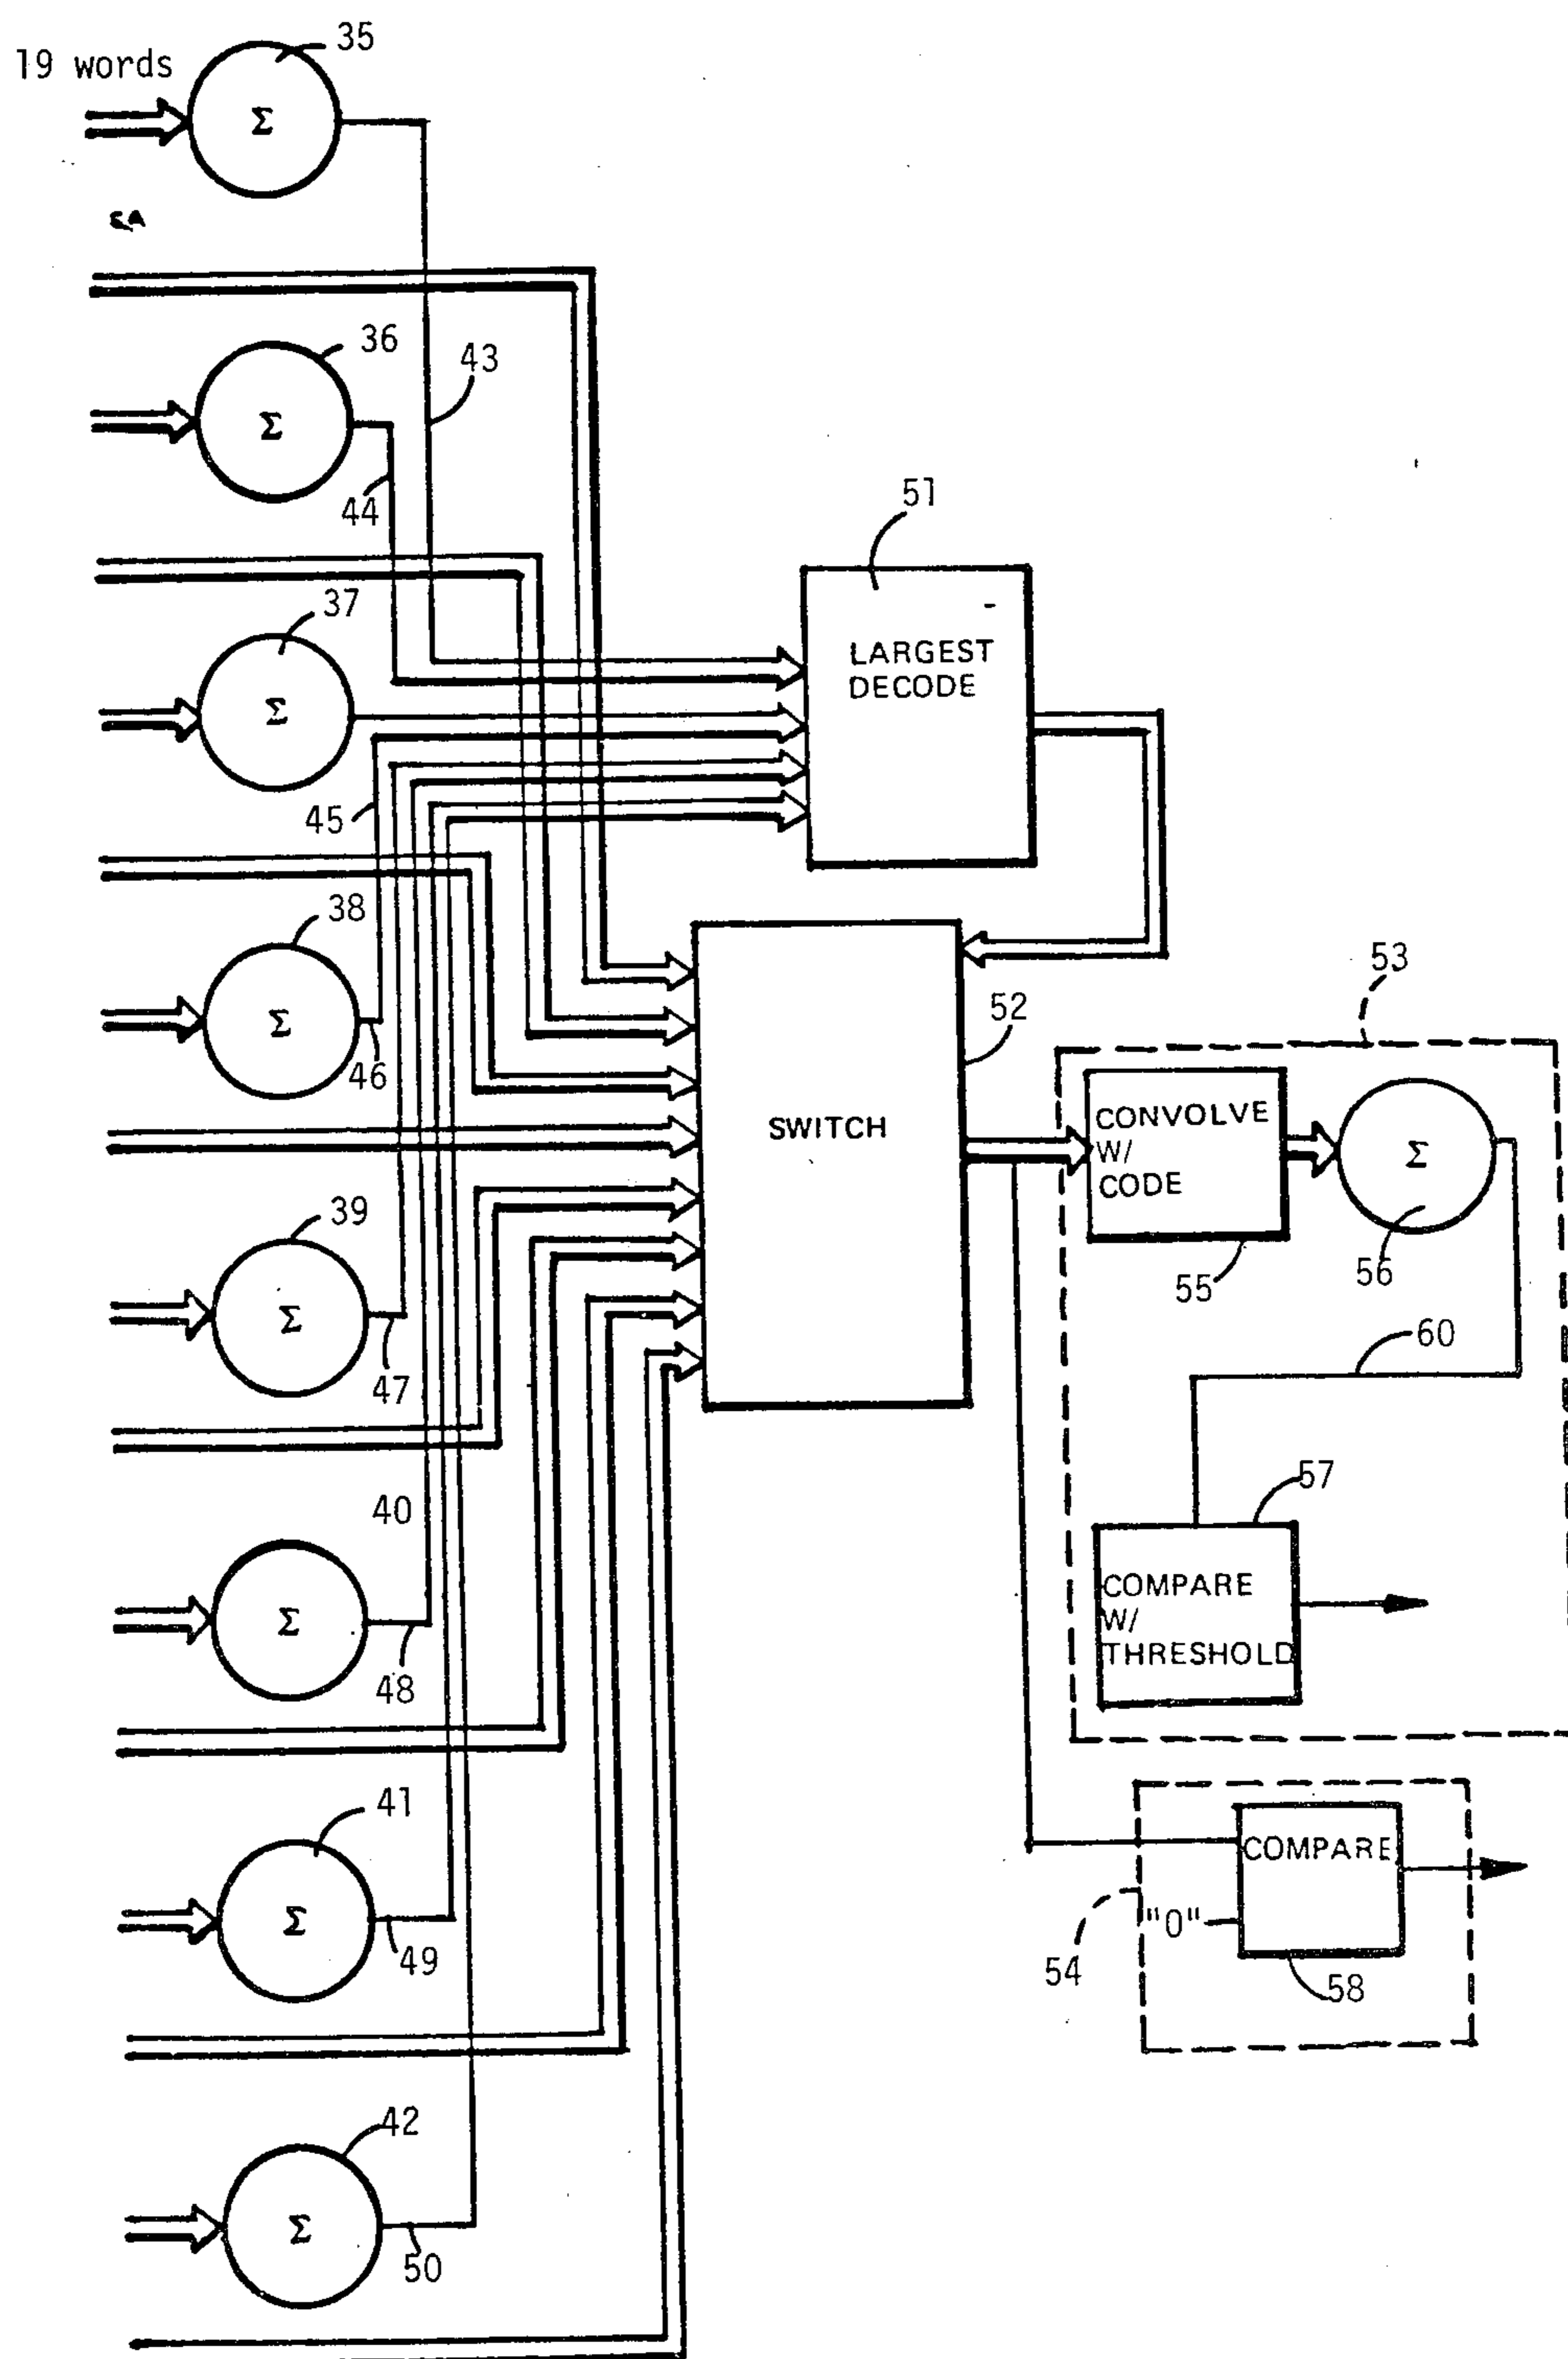 35
19 words
Σ
36
43
Σ
44
51
37
LARGEST
DECODE
Σ
45
38
53
52
Σ
46
SWITCH
CONVOLVE
W/
CODE
Σ
39
56
55
Σ
60
47
57
40
COMPARE
W/
THRESHOLD
Σ
48
41
COMPARE
"0"
Σ
49
54
58
42
Σ
50